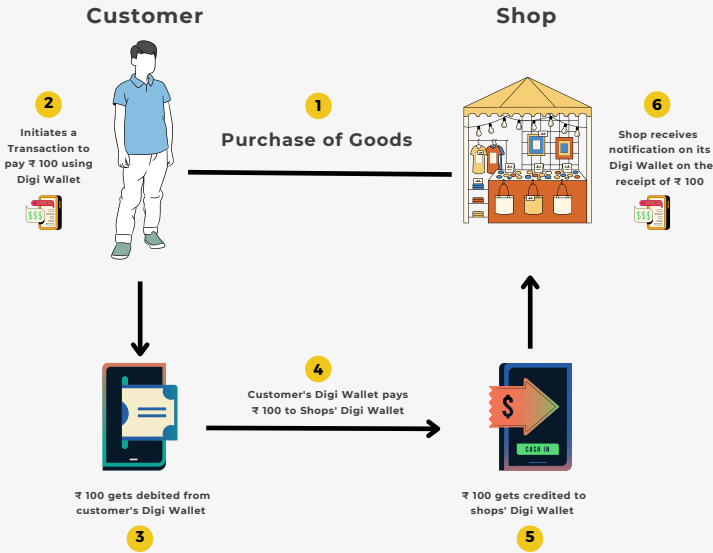 Customer
Shop
1
Purchase of Goods
2
Initiates a
Transaction to
pay ₹ 100 using
Digi Wallet
$$$
6
Shop receives
notification on its
Digi Wallet on the
receipt of ₹ 100
$$$
4
Customer's Digi Wallet pays
₹ 100 to Shops' Digi Wallet
$
CASH IN
₹ 100 gets debited from
customer's Digi Wallet
3
₹ 100 gets credited to
shops' Digi Wallet
5